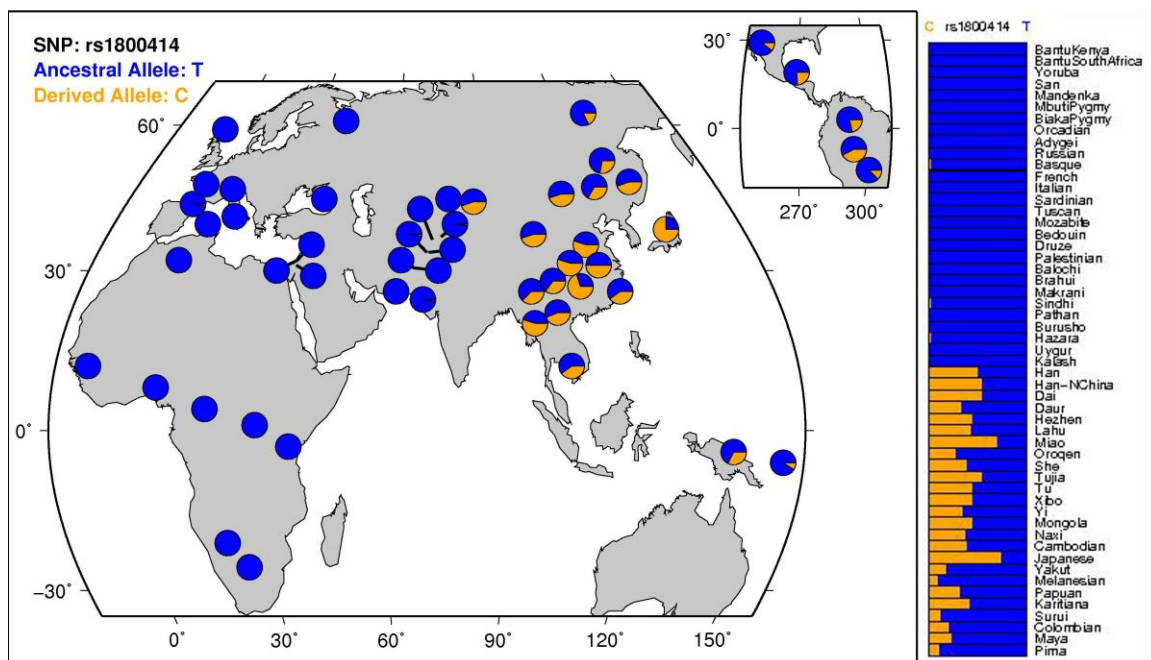 SNP: rs1800414
Ancestral Allele: T
Derived Allele: C
60°
30°
0°
−30°
0°
30°
60°
90°
120°
150°
30°
0°
270°
300°
C rs1800414 T
BantuKenya
BantuSouthAfrica
Yoruba
San
Mandenka
MbutiPygmy
BiakaPygmy
Orcadian
Adygei
Russian
Basque
French
Italian
Sardinian
Tuscan
Mozabite
Bedouin
Druze
Palestinian
Balochi
Brahui
Makrani
Sindhi
Pathan
Burusho
Hazara
Uygur
Kalash
Han
Han−NChina
Dai
Daur
Hezhen
Lahu
Miao
Oroqen
She
Tujia
Tu
Xibo
Yi
Mongola
Naxi
Cambodian
Japanese
Yakut
Melanesian
Papuan
Karitiana
Surui
Colombian
Maya
Pima